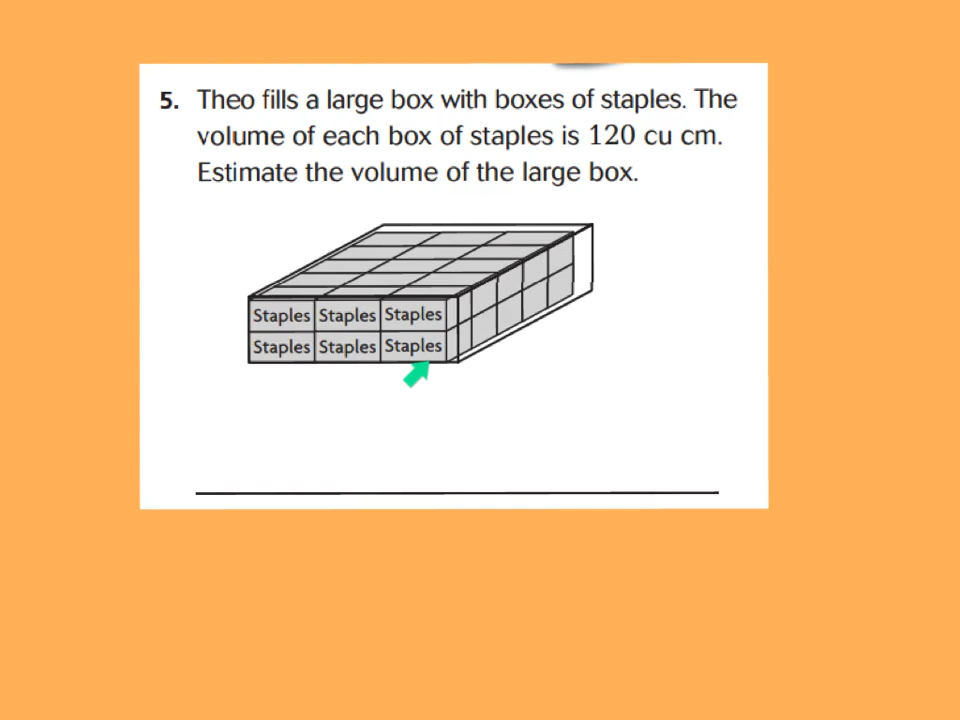 5. Theo fills a large box with boxes of staples. The
volume of each box of staples is 120 cu cm.
Estimate the volume of the large box.
Staples Staples Staples
Staples Staples Staples